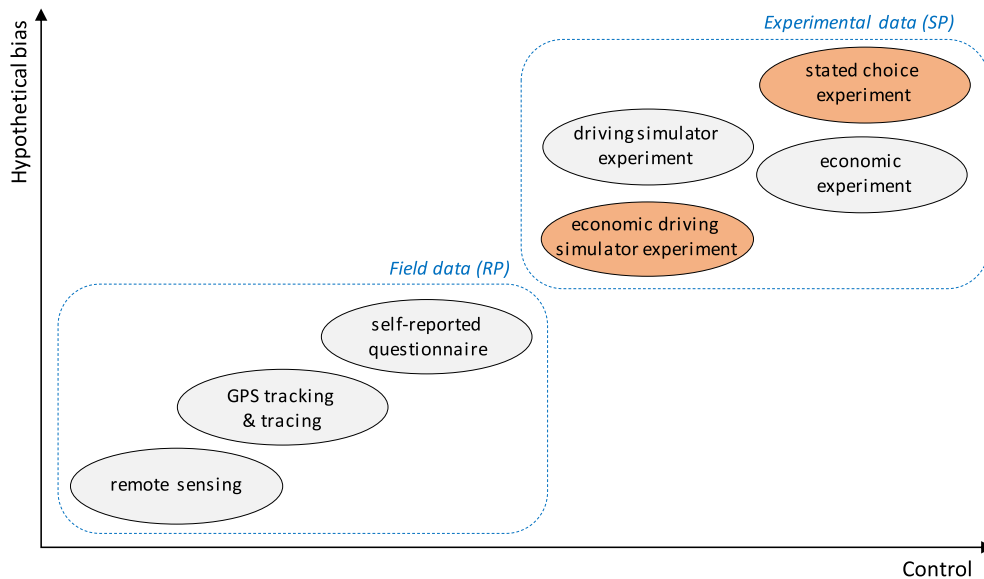 Experimental data (SP)
Hypothetical bias
stated choice
experiment
driving simulator
experiment
economic
experiment
economic driving
simulator experiment
Field data (RP)
self-reported
questionnaire
GPS tracking
& tracing
remote sensing
Control